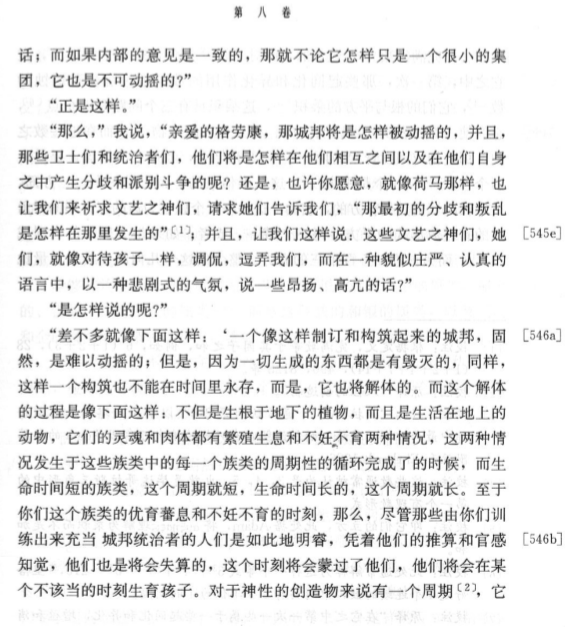 第 八 卷
话；而如果内部的意见是一致的，那就不论它怎样只是一个很小的集
团，它也是不可动摇的？”
“正是这样。”
“那么，”我说，“亲爱的格劳康，那城邦将是怎样被动摇的，并且，
那些卫士们和统治者们，他们将是怎样在他们相互之间以及在他们自身
之中产生分歧和派别斗争的呢？还是，也许你愿意，就像荷马那样，也
让我们来祈求文艺之神们，请求她们告诉我们，“那最初的分歧和叛乱
是怎样在那里发生的”〔1〕；并且，让我们这样说：这些文艺之神们，她 [545e]
们，就像对待孩子一样，调侃，逗弄我们，而在一种貌似庄严、认真的
语言中，以一种悲剧式的气氛，说一些昂扬、高亢的话？”
“是怎样说的呢？”
“差不多就像下面这样：‘一个像这样制订和构筑起来的城邦，固 [546a]
然，是难以动摇的；但是，因为一切生成的东西都是有毁灭的，同样，
这样一个构筑也不能在时间里永存，而是，它也将解体的。而这个解体
的过程是像下面这样：不但是生根于地下的植物，而且是生活在地上的
动物，它们的灵魂和肉体都有繁殖生息和不妊不育两种情况，这两种情
况发生于这些族类中的每一个族类的周期性的循环完成了的时候，而生
命时间短的族类，这个周期就短，生命时间长的，这个周期就长。至于
你们这个族类的优育蕃息和不妊不育的时刻，那么，尽管那些由你们训
练出来充当 城邦统治者的人们是如此地明睿，凭着他们的推算和官感 [546b]
知觉，他们也是将会失算的，这个时刻将会蒙过了他们，他们将会在某
个不该当的时刻生育孩子。对于神性的创造物来说有一个周期〔2〕，它